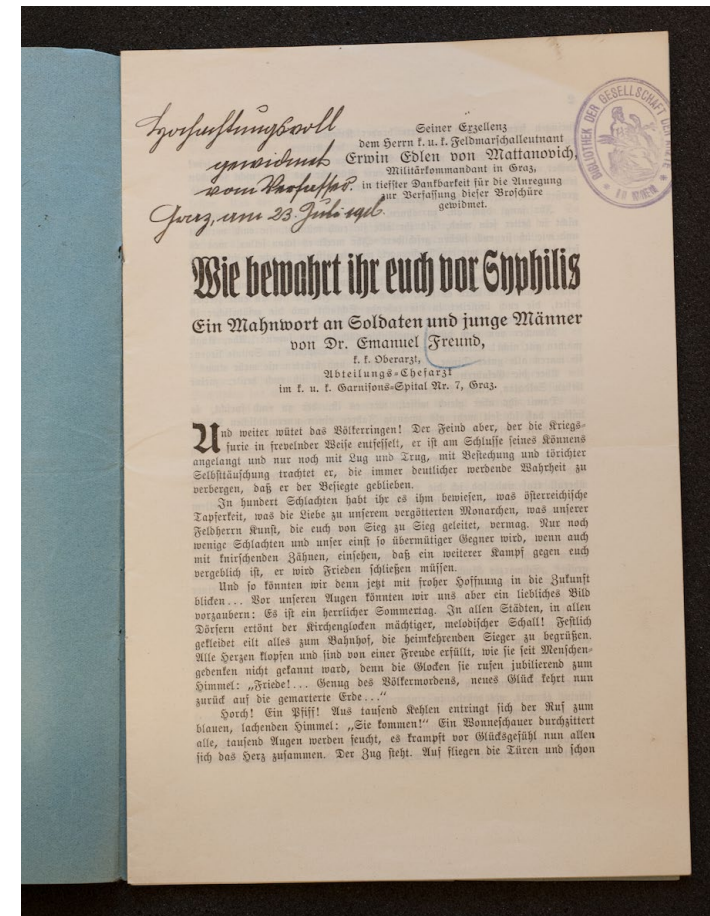 Hochachtungsvoll
gewidmet
vom Verfasser.
Graz, am 23. Juli 1916.
Seiner Exzellenz
dem Herrn k. u. k. Feldmarschalleutnant
Erwin Edlen von Mattanovich,
Militärkommandant in Graz,
in tiefster Dankbarkeit für die Anregung
zur Verfassung dieser Broschüre
gewidmet.
BIBLIOTHEK DER GESELLSCHAFT DER ÄRZTE
IN WIEN
Wie bewahrt ihr euch vor Syphilis
Ein Mahnwort an Soldaten und junge Männer
von Dr. Emanuel Freund,
k. k. Oberarzt,
Abteilungs-Chefarzt
im k. u. k. Garnisons-Spital Nr. 7, Graz.
Und weiter wütet das Völkerringen! Der Feind aber, der die Kriegs-
furie in frevelnder Weise entfesselt, er ist am Schlusse seines Könnens
angelangt und nur noch mit Lug und Trug, mit Bestechung und törichter
Selbsttäuschung trachtet er, die immer deutlicher werdende Wahrheit zu
verbergen, daß er der Besiegte geblieben.
In hundert Schlachten habt ihr es ihm bewiesen, was österreichische
Tapferkeit, was die Liebe zu unserem vergötterten Monarchen, was unserer
Feldherrn Kunst, die euch von Sieg zu Sieg geleitet, vermag. Nur noch
wenige Schlachten und unser einst so übermütiger Gegner wird, wenn auch
mit knirschenden Zähnen, einsehen, daß ein weiterer Kampf gegen euch
vergeblich ist, er wird Frieden schließen müssen.
Und so könnten wir denn jetzt mit froher Hoffnung in die Zukunft
blicken... Vor unseren Augen könnten wir uns aber ein liebliches Bild
vorzaubern: Es ist ein herrlicher Sommertag. In allen Städten, in allen
Dörfern ertönt der Kirchenglocken mächtiger, melodischer Schall! Festlich
gekleidet eilt alles zum Bahnhof, die heimkehrenden Sieger zu begrüßen.
Alle Herzen klopfen und sind von einer Freude erfüllt, wie sie seit Menschen-
gedenken nicht gekannt ward, denn die Glocken sie rufen jubilierend zum
Himmel: „Friede!... Genug des Völkermordens, neues Glück kehrt nun
zurück auf die gemarterte Erde..."
Horch! Ein Pfiff! Aus tausend Kehlen entringt sich der Ruf zum
blauen, lachenden Himmel: „Sie kommen!" Ein Wonneschauer durchzittert
alle, tausend Augen werden feucht, es krampft vor Glücksgefühl nun allen
sich das Herz zusammen. Der Zug steht. Auf fliegen die Türen und schon